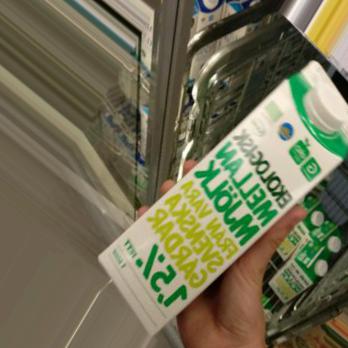 EKOLOGISK
MELLAN
MJÖLK
FRÅN VÅRA
SVENSKA
GÅRDAR
1,5%